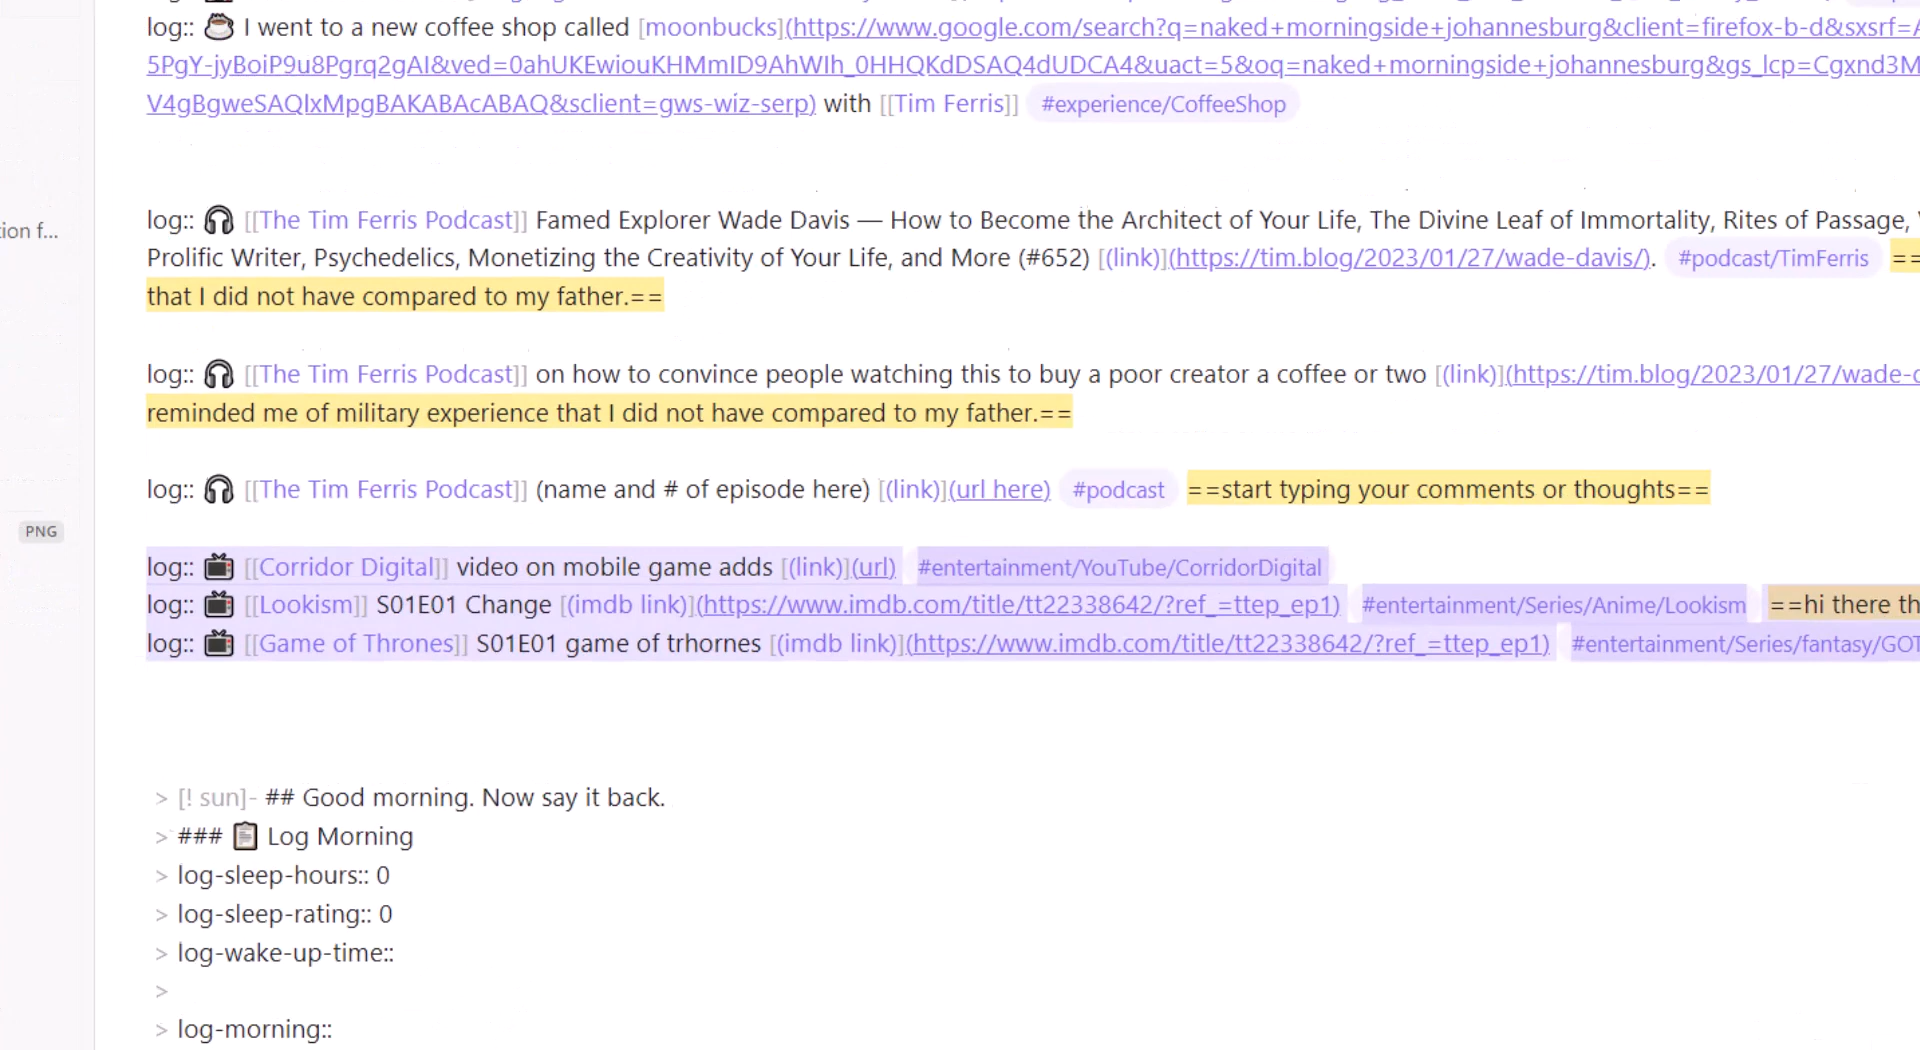 log:: ☕ I went to a new coffee shop called [moonbucks](https://www.google.com/search?q=naked+morningside+johannesburg&client=firefox-b-d&sxsrf=
5PgY-jyBoiP9u8Pgrq2gAI&ved=0ahUKEwiouKHMmID9AhWIh_0HHQKdDSAQ4dUDCA4&uact=5&oq=naked+morningside+johannesburg&gs_lcp=Cgxnd3M
V4gBgweSAQlxMpgBAKABAcABAQ&sclient=gws-wiz-serp) with [[Tim Ferris]] #experience/CoffeeShop
log:: 🎧 [[The Tim Ferris Podcast]] Famed Explorer Wade Davis — How to Become the Architect of Your Life, The Divine Leaf of Immortality, Rites of Passage,
ion f...
Prolific Writer, Psychedelics, Monetizing the Creativity of Your Life, and More (#652) [(link)](https://tim.blog/2023/01/27/wade-davis/). #podcast/TimFerris ==
that I did not have compared to my father.==
log:: 🎧 [[The Tim Ferris Podcast]] on how to convince people watching this to buy a poor creator a coffee or two [(link)](https://tim.blog/2023/01/27/wade-
reminded me of military experience that I did not have compared to my father.==
log:: 🎧 [[The Tim Ferris Podcast]] (name and # of episode here) [(link)](url here) #podcast ==start typing your comments or thoughts==
PNG
log:: 📺 [[Corridor Digital]] video on mobile game adds [(link)](url) #entertainment/YouTube/CorridorDigital
log:: 📺 [[Lookism]] S01E01 Change [(imdb link)](https://www.imdb.com/title/tt22338642/?ref_=ttep_ep1) #entertainment/Series/Anime/Lookism ==hi there th
log:: 📺 [[Game of Thrones]] S01E01 game of trhornes [(imdb link)](https://www.imdb.com/title/tt22338642/?ref_=ttep_ep1) #entertainment/Series/fantasy/GOT
> [! sun]- ## Good morning. Now say it back.
> ### 📋 Log Morning
> log-sleep-hours:: 0
> log-sleep-rating:: 0
> log-wake-up-time::
>
> log-morning::